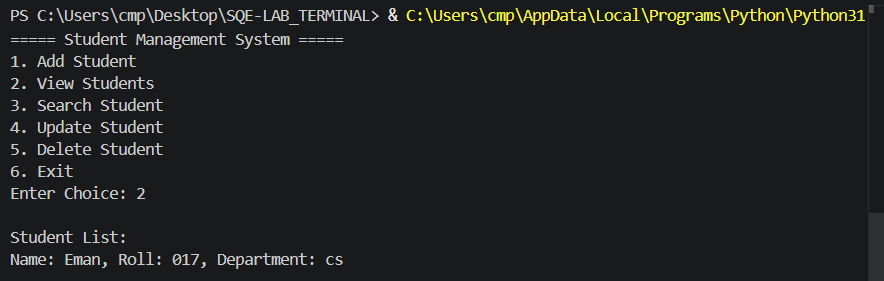 PS C:\Users\cmp\Desktop\SQE-LAB_TERMINAL> & C:\Users\cmp\AppData\Local\Programs\Python\Python31
===== Student Management System =====
1. Add Student
2. View Students
3. Search Student
4. Update Student
5. Delete Student
6. Exit
Enter Choice: 2
Student List:
Name: Eman, Roll: 017, Department: cs